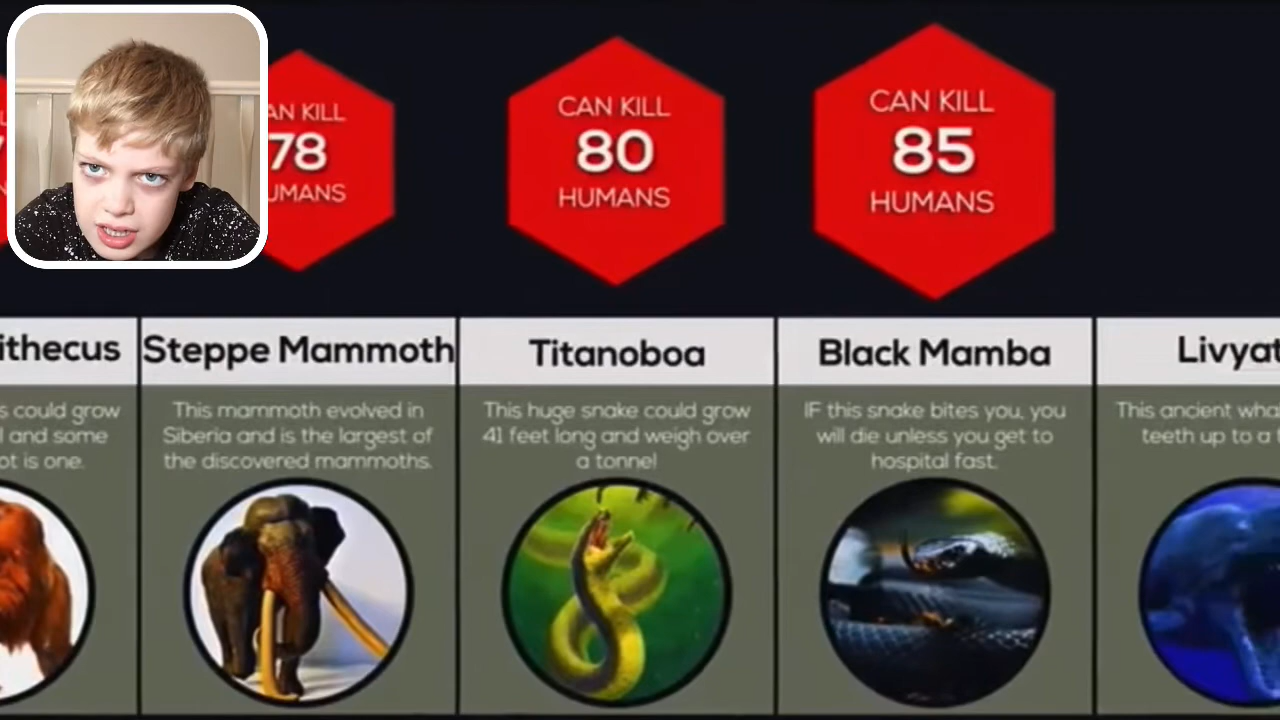 CAN KILL
78
HUMANS
CAN KILL
80
HUMANS
CAN KILL
85
HUMANS
ithecus
s could grow
l and some
ot is one.
Steppe Mammoth
This mammoth evolved in
Siberia and is the largest of
the discovered mammoths.
Titanoboa
This huge snake could grow
41 feet long and weigh over
a tonne!
Black Mamba
IF this snake bites you, you
will die unless you get to
hospital fast.
Livyat
This ancient wha
teeth up to a